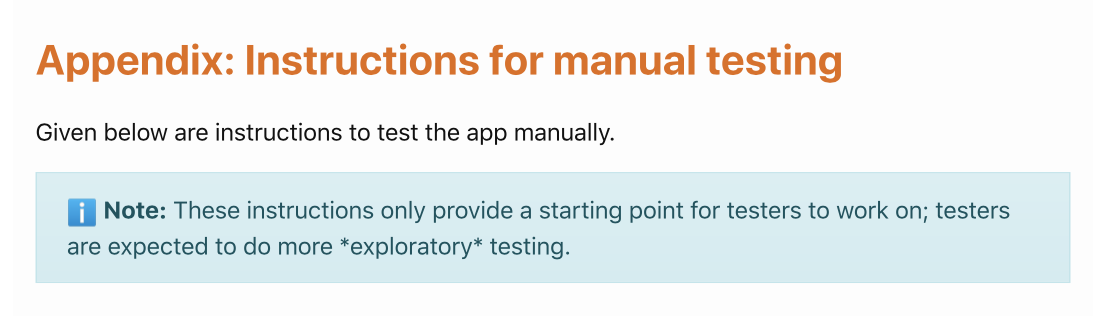 Appendix: Instructions for manual testing
Given below are instructions to test the app manually.
ℹ️ Note: These instructions only provide a starting point for testers to work on; testers
are expected to do more *exploratory* testing.